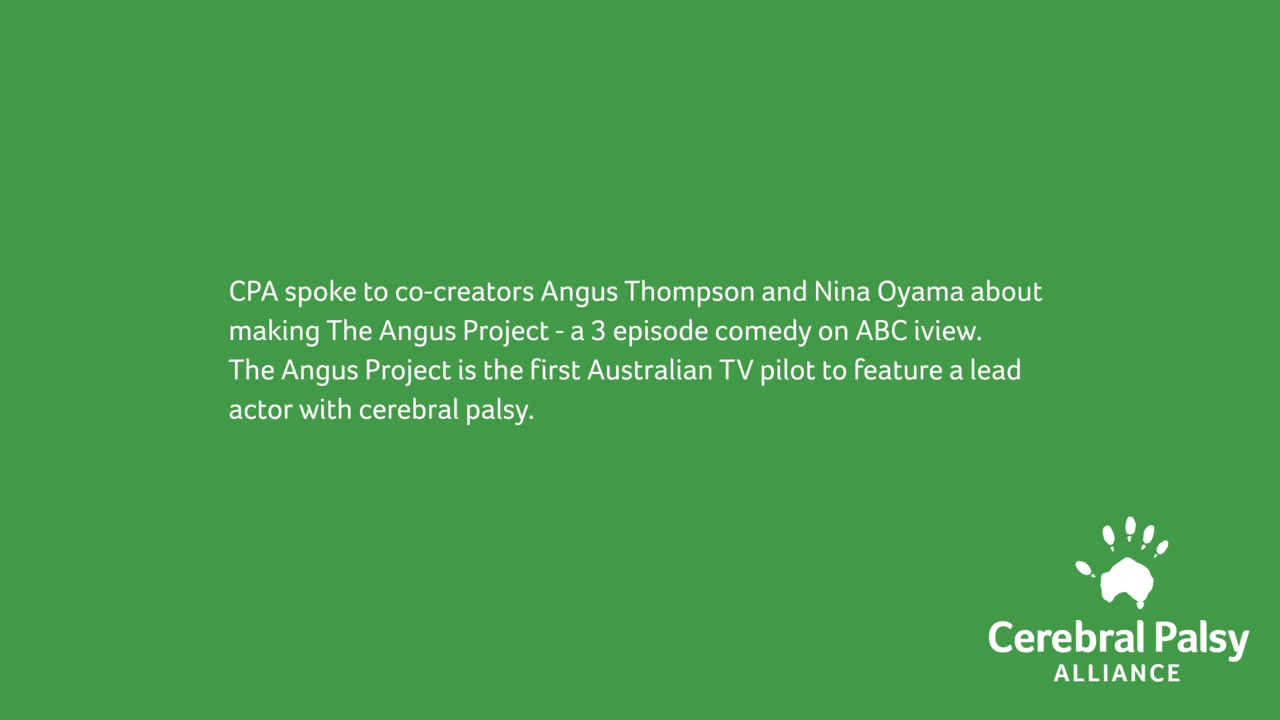 CPA spoke to co-creators Angus Thompson and Nina Oyama about
making The Angus Project - a 3 episode comedy on ABC iview.
The Angus Project is the first Australian TV pilot to feature a lead
actor with cerebral palsy.
Cerebral Palsy
ALLIANCE